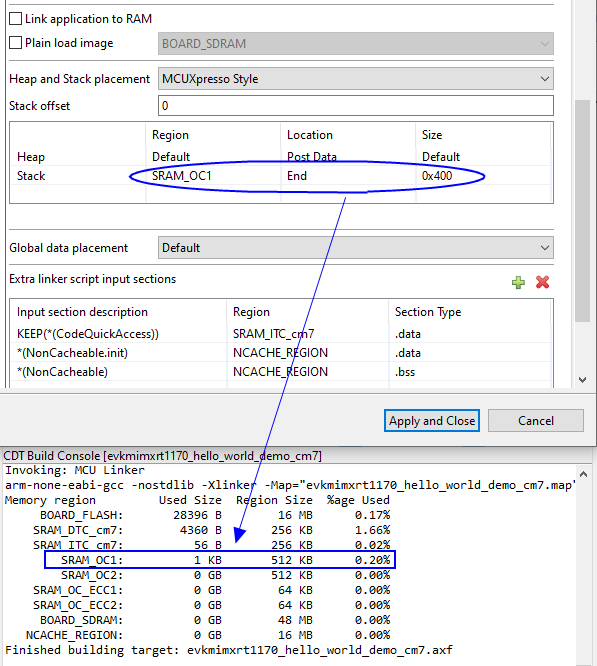 Link application to RAM
Plain load image BOARD_SDRAM
Heap and Stack placement MCUXpresso Style
Stack offset 0
Region Location Size
Heap Default Post Data Default
Stack SRAM_OC1 End 0x400
Global data placement Default
Extra linker script input sections
Input section description Region Section Type
KEEP(*(CodeQuickAccess)) SRAM_ITC_cm7 .data
*(NonCacheable.init) NCACHE_REGION .data
*(NonCacheable) NCACHE_REGION .bss
Apply and Close Cancel
CDT Build Console [evkmimxrt1170_hello_world_demo_cm7]
Invoking: MCU Linker
arm-none-eabi-gcc -nostdlib -Xlinker -Map="evkmimxrt1170_hello_world_demo_cm7.map"
Memory region Used Size Region Size %age Used
BOARD_FLASH: 28396 B 16 MB 0.17%
SRAM_DTC_cm7: 4360 B 256 KB 1.66%
SRAM_ITC_cm7: 56 B 256 KB 0.02%
SRAM_OC1: 1 KB 512 KB 0.20%
SRAM_OC2: 0 GB 512 KB 0.00%
SRAM_OC_ECC1: 0 GB 64 KB 0.00%
SRAM_OC_ECC2: 0 GB 64 KB 0.00%
BOARD_SDRAM: 0 GB 48 MB 0.00%
NCACHE_REGION: 0 GB 16 MB 0.00%
Finished building target: evkmimxrt1170_hello_world_demo_cm7.axf